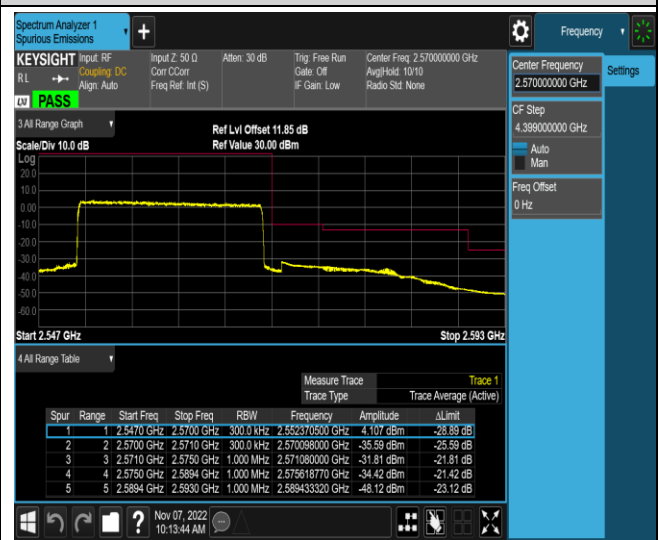 Spectrum Analyzer 1
Spurious Emissions
+
Frequency
KEYSIGHT
RL
LXI PASS
Input: RF
Coupling: DC
Align: Auto
Input Z: 50 Ω
Corr CCorr
Freq Ref: Int (S)
Atten: 30 dB
Trig: Free Run
Gate: Off
IF Gain: Low
Center Freq: 2.570000000 GHz
Avg|Hold: 10/10
Radio Std: None
Center Frequency
2.570000000 GHz
Settings
CF Step
4.399000000 GHz
Auto
Man
Freq Offset
0 Hz
3 All Range Graph
Scale/Div 10.0 dB
Ref Lvl Offset 11.85 dB
Ref Value 30.00 dBm
Log
20.0
10.0
0.00
-10.0
-20.0
-30.0
-40.0
-50.0
-60.0
Start 2.547 GHz
Stop 2.593 GHz
4 All Range Table
Measure Trace Trace 1
Trace Type Trace Average (Active)
Spur Range Start Freq Stop Freq RBW Frequency Amplitude ΔLimit
1 1 2.5470 GHz 2.5700 GHz 300.0 kHz 2.552370500 GHz 4.107 dBm -28.89 dB
2 2 2.5700 GHz 2.5710 GHz 300.0 kHz 2.570098000 GHz -35.59 dBm -25.59 dB
3 3 2.5710 GHz 2.5750 GHz 1.000 MHz 2.571080000 GHz -31.81 dBm -21.81 dB
4 4 2.5750 GHz 2.5894 GHz 1.000 MHz 2.575618770 GHz -34.42 dBm -21.42 dB
5 5 2.5894 GHz 2.5930 GHz 1.000 MHz 2.589433320 GHz -48.12 dBm -23.12 dB
?
Nov 07, 2022
10:13:44 AM